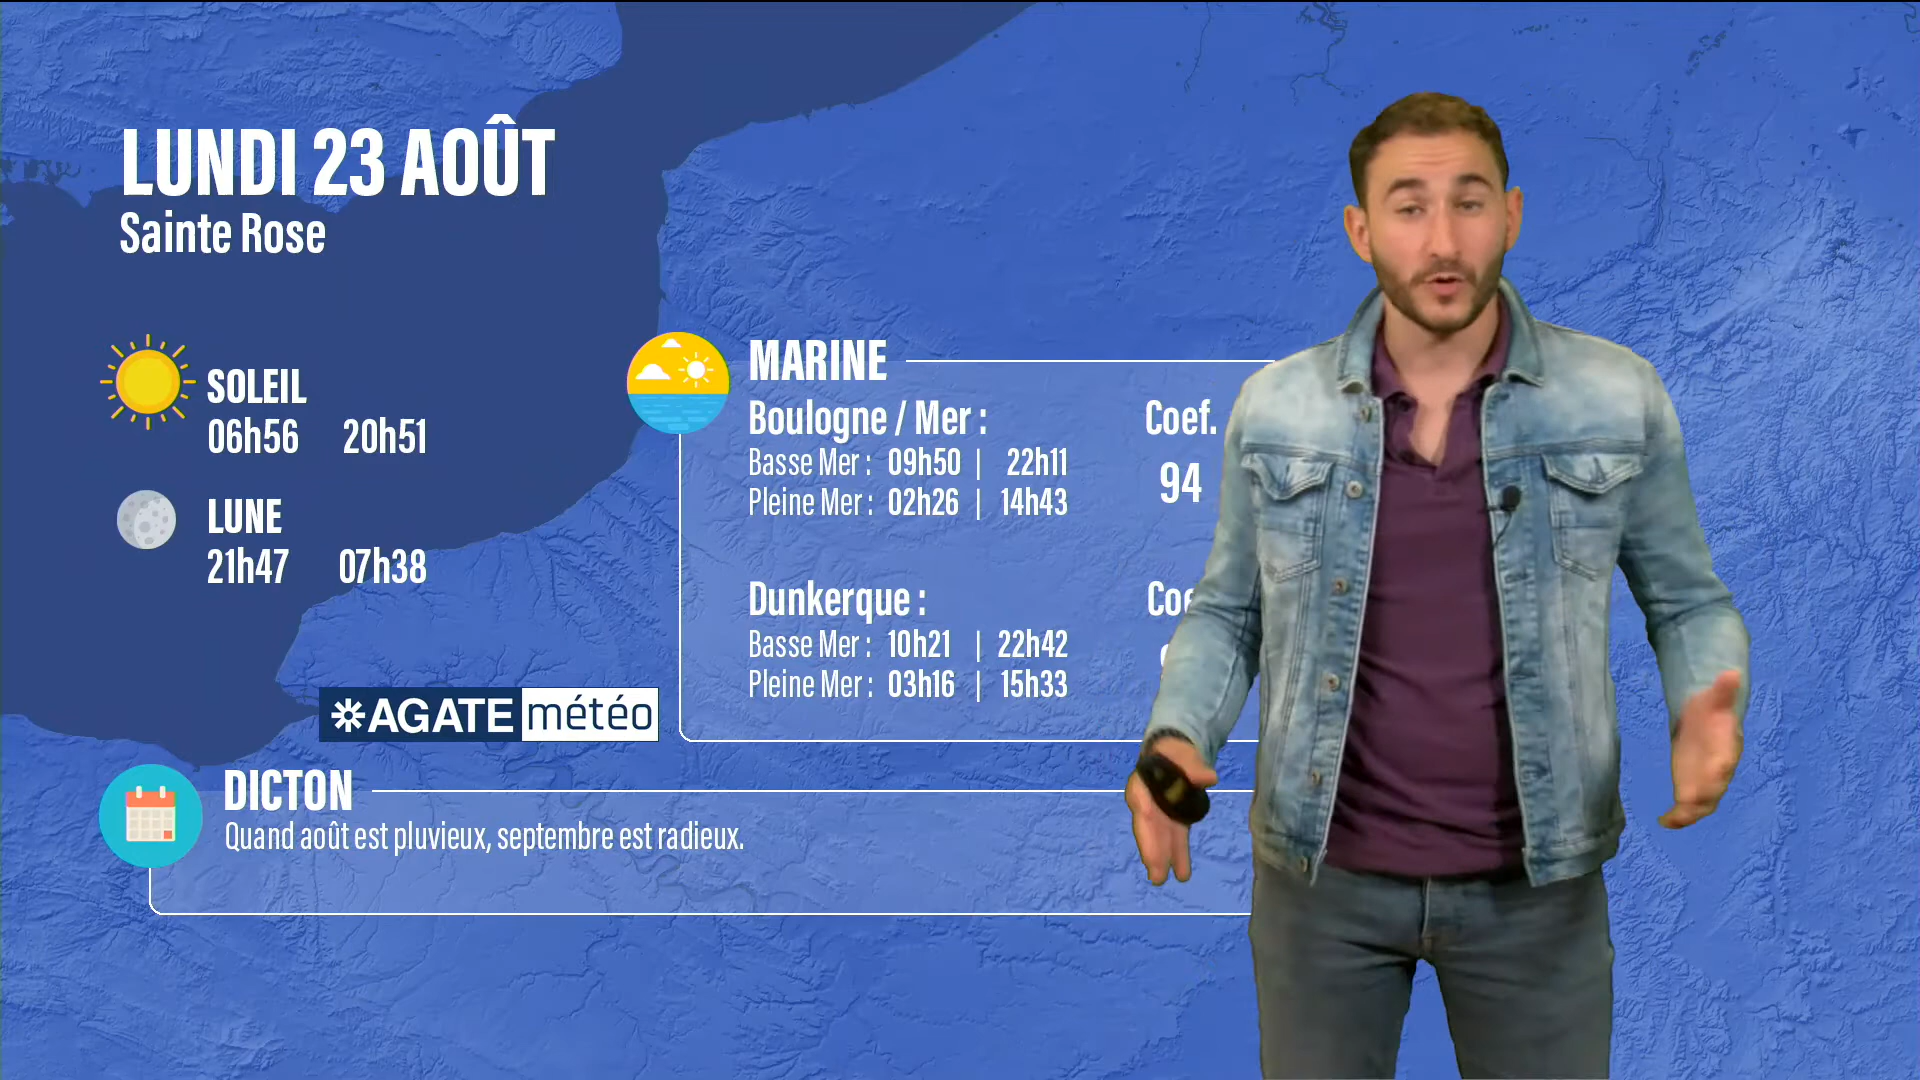 LUNDI 23 AOÛT
Sainte Rose
SOLEIL
06h56 20h51
LUNE
21h47 07h38
MARINE
Boulogne / Mer : Coef.
Basse Mer : 09h50 | 22h11
94
Pleine Mer : 02h26 | 14h43
Dunkerque :
Basse Mer : 10h21 | 22h42
Pleine Mer : 03h16 | 15h33
AGATE météo
DICTON
Quand août est pluvieux, septembre est radieux.